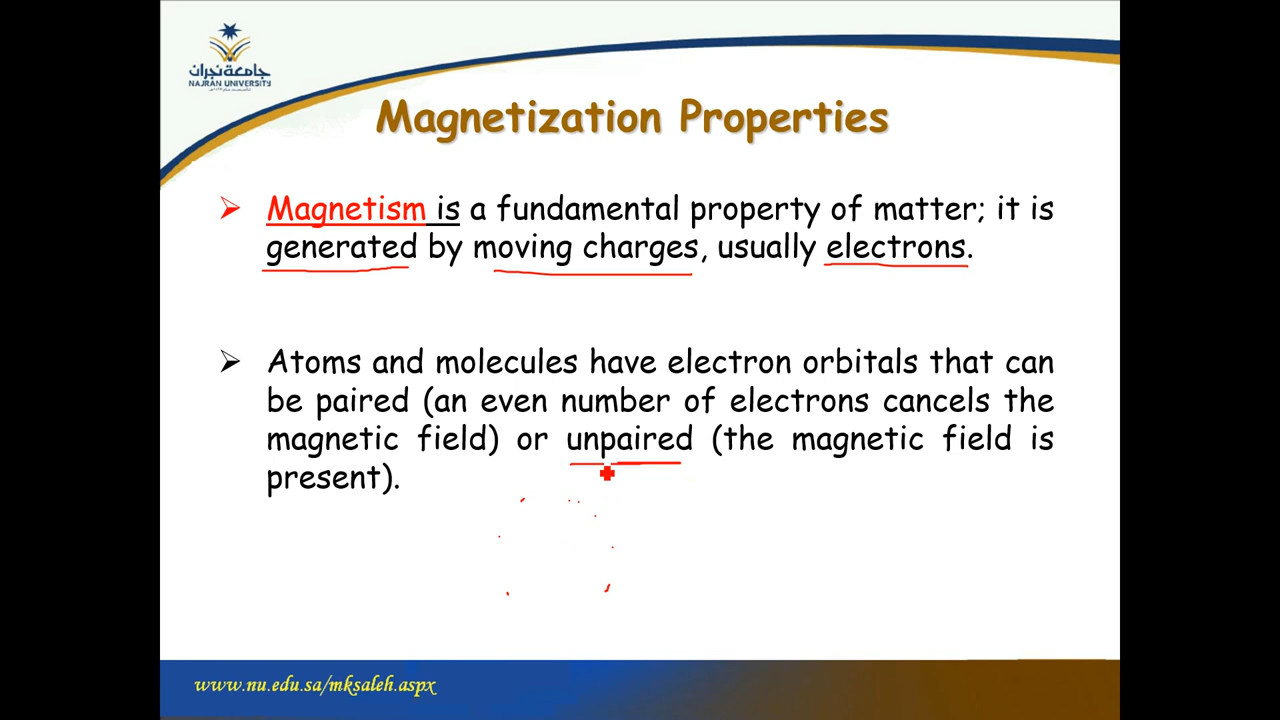 جامعة نجران
NAJRAN UNIVERSITY
Magnetization Properties
➢ Magnetism is a fundamental property of matter; it is
generated by moving charges, usually electrons.
➢ Atoms and molecules have electron orbitals that can
be paired (an even number of electrons cancels the
magnetic field) or unpaired (the magnetic field is
present).
www.nu.edu.sa/mksaleh.aspx